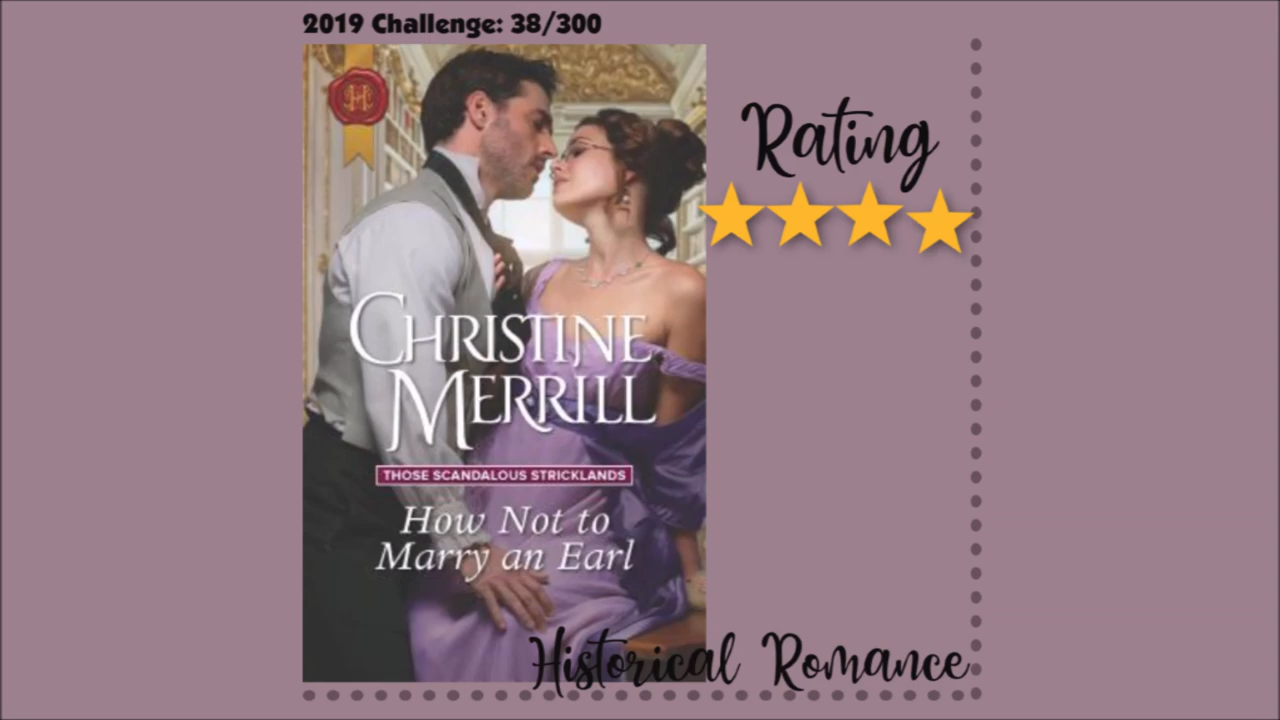 2019 Challenge: 38/300
H
Rating
CHRISTINE
MERRILL
THOSE SCANDALOUS STRICKLANDS
How Not to
Marry an Earl
Historical Romance